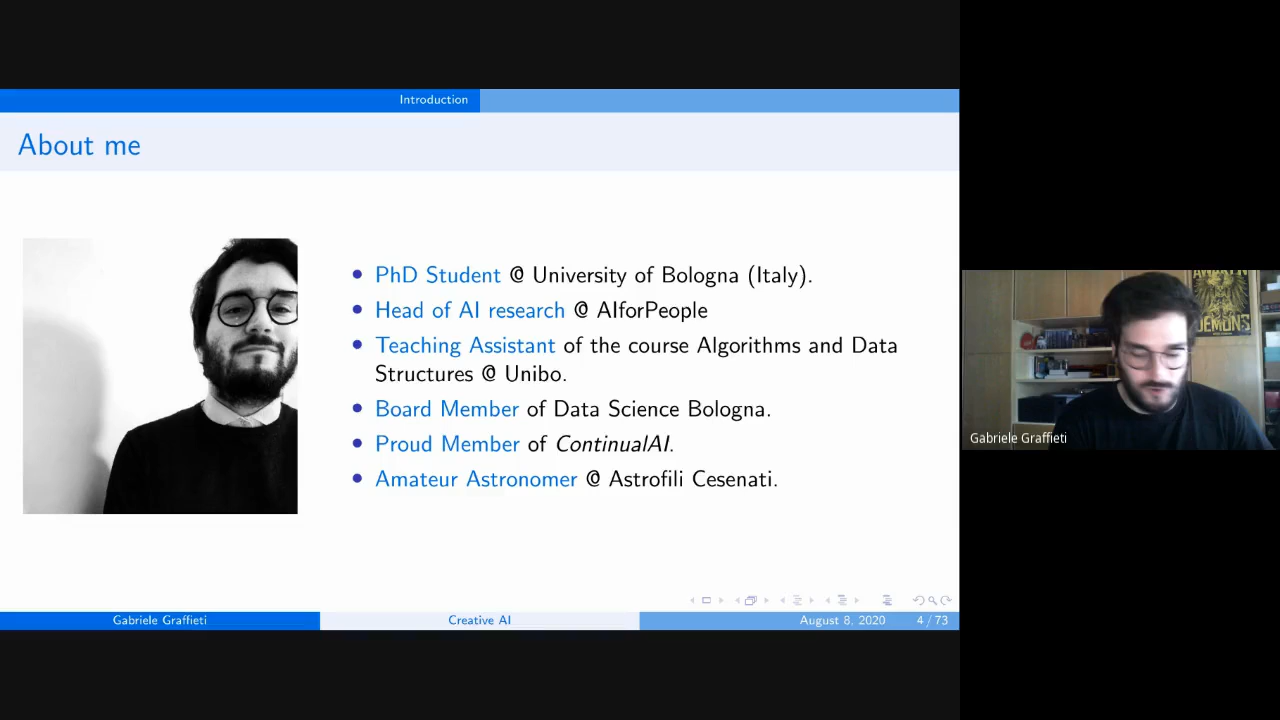 Introduction
About me
PhD Student @ University of Bologna (Italy).
Head of AI research @ AIforPeople
Teaching Assistant of the course Algorithms and Data
Structures @ Unibo.
Board Member of Data Science Bologna.
Proud Member of ContinualAI.
Amateur Astronomer @ Astrofili Cesenati.
Gabriele Graffieti
Creative AI
August 8, 2020
4 / 73
AWAKEN
DEMONS
Gabriele Graffieti